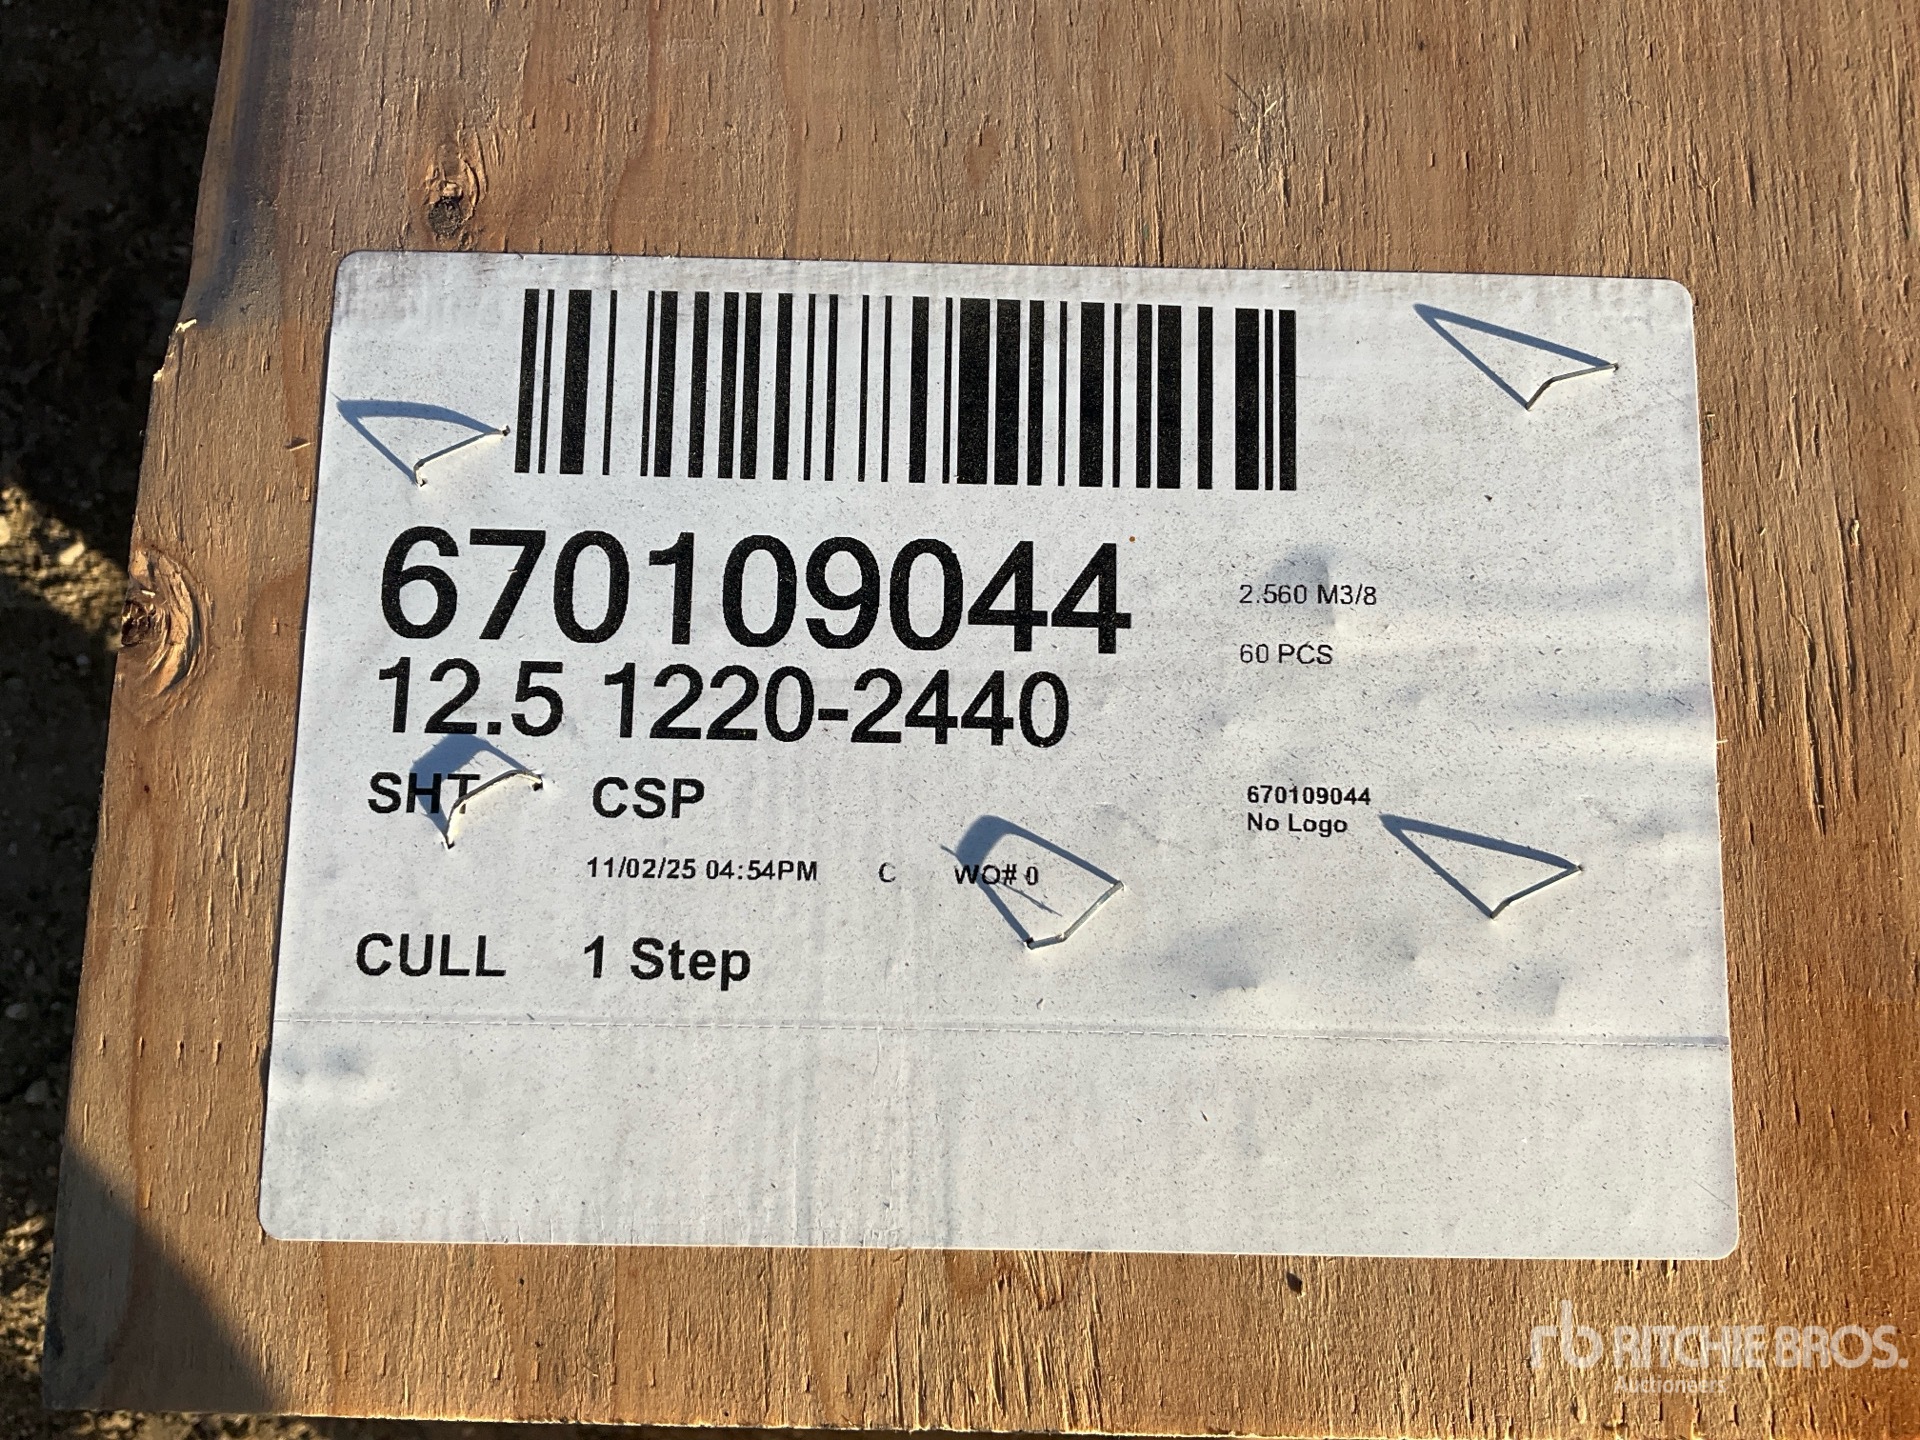 670109044
2.560 M3/8
12.5 1220-2440
60 PCS
SHT CSP
670109044
No Logo
11/02/25 04:54PM C WO# 0
CULL 1 Step
rb RITCHIE BROS.
Auctioneers